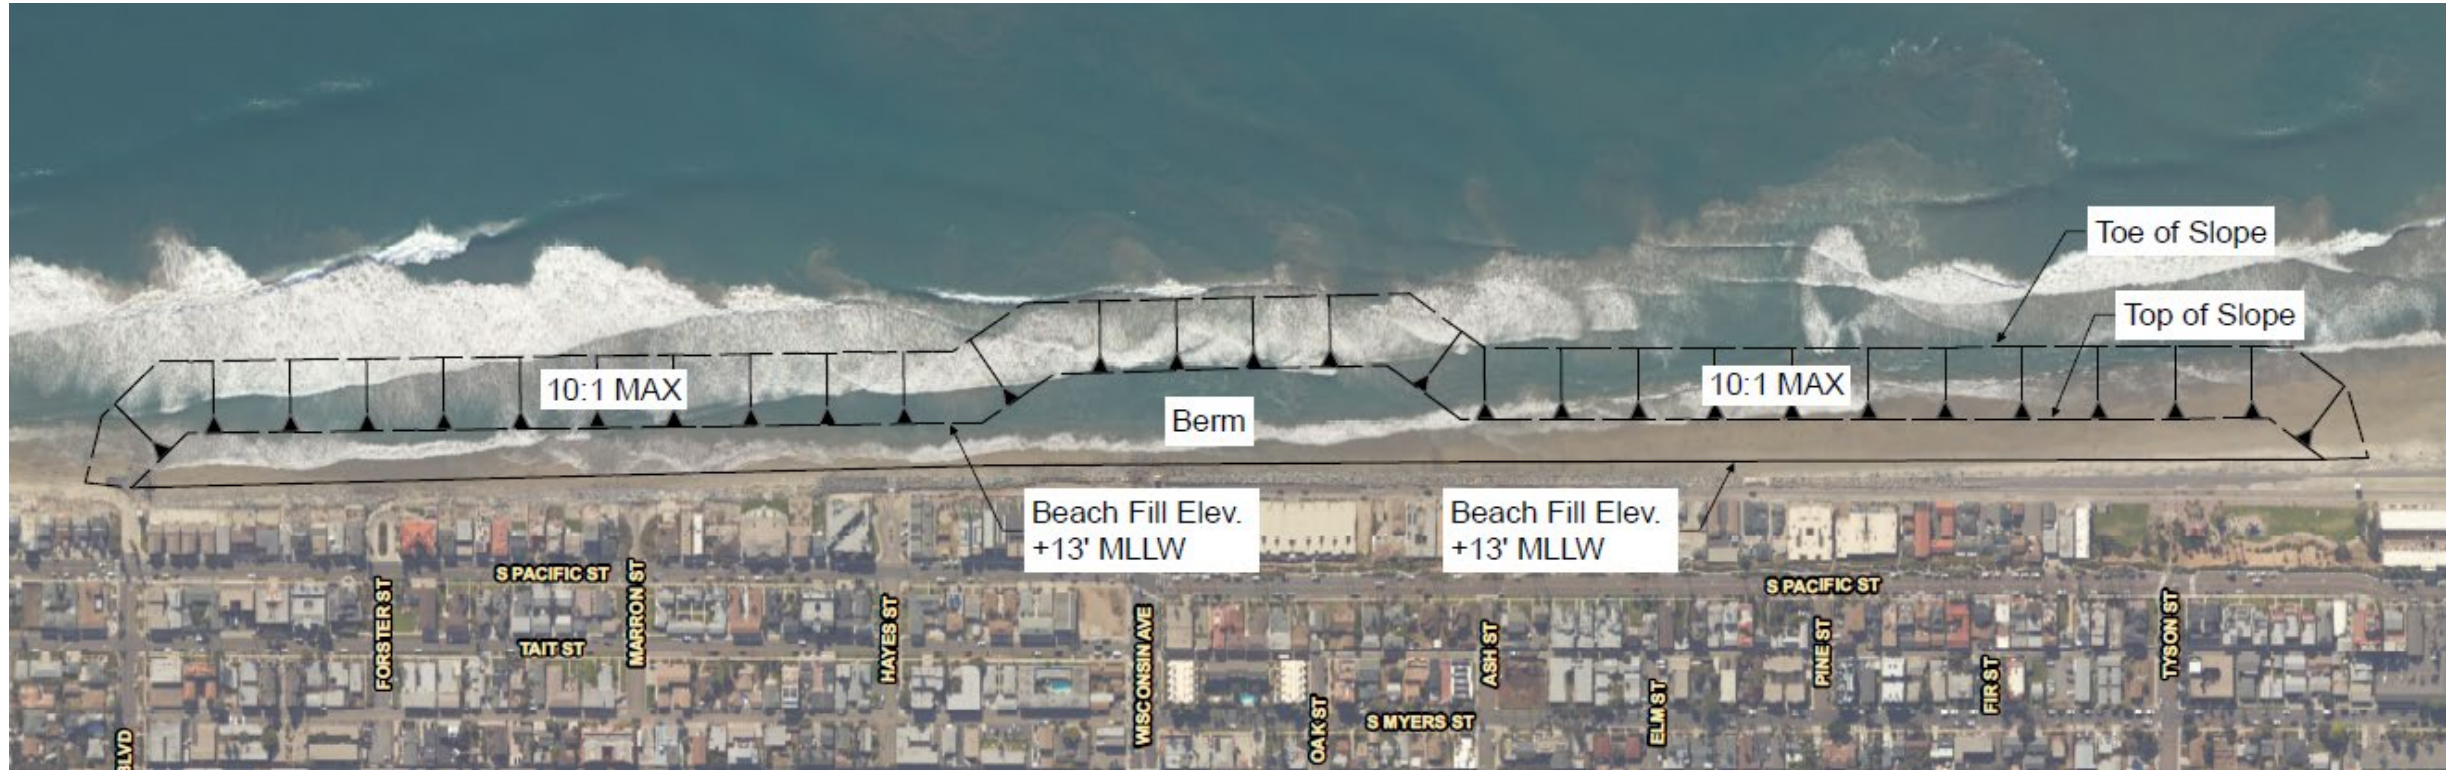 Toe of Slope
Top of Slope
10:1 MAX
10:1 MAX
Berm
Beach Fill Elev.
+13' MLLW
Beach Fill Elev.
+13' MLLW
S PACIFIC ST
S PACIFIC ST
FORSTER ST
MARRON ST
HAYES ST
WISCONSIN AVE
ASH ST
PINE ST
TYSON ST
TAIT ST
FIR ST
ELM ST
OAK ST
S MYERS ST
BLVD